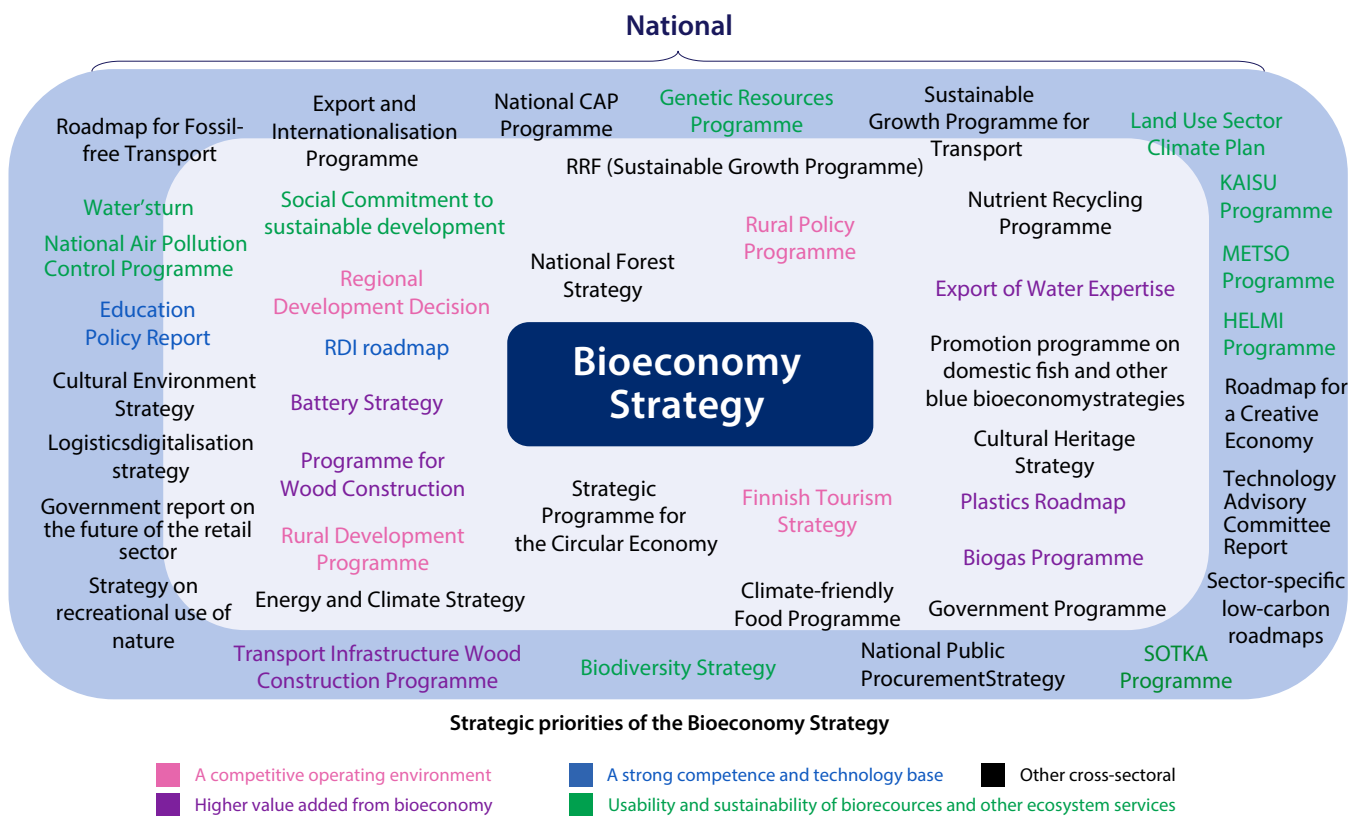 National
Roadmap for Fossil-
free Transport
Export and
Internationalisation
Programme
National CAP
Programme
Genetic Resources
Programme
Sustainable
Growth Programme for
Transport
Land Use Sector
Climate Plan
RRF (Sustainable Growth Programme)
Water'sturn
Social Commitment to
sustainable development
Rural Policy
Programme
Nutrient Recycling
Programme
KAISU
Programme
National Air Pollution
Control Programme
Regional
Development Decision
National Forest
Strategy
Export of Water Expertise
METSO
Programme
Education
Policy Report
RDI roadmap
Bioeconomy
Strategy
Promotion programme on
domestic fish and other
blue bioeconomystrategies
HELMI
Programme
Cultural Environment
Strategy
Battery Strategy
Roadmap for
a Creative
Economy
Logisticsdigitalisation
strategy
Programme for
Wood Construction
Cultural Heritage
Strategy
Government report on
the future of the retail
sector
Rural Development
Programme
Strategic
Programme for
the Circular Economy
Finnish Tourism
Strategy
Plastics Roadmap
Technology
Advisory
Committee
Report
Biogas Programme
Strategy on
recreational use of
nature
Energy and Climate Strategy
Climate-friendly
Food Programme
Government Programme
Sector-specific
low-carbon
roadmaps
Transport Infrastructure Wood
Construction Programme
Biodiversity Strategy
National Public
ProcurementStrategy
SOTKA
Programme
Strategic priorities of the Bioeconomy Strategy
A competitive operating environment
A strong competence and technology base
Other cross-sectoral
Higher value added from bioeconomy
Usability and sustainability of biorecources and other ecosystem services